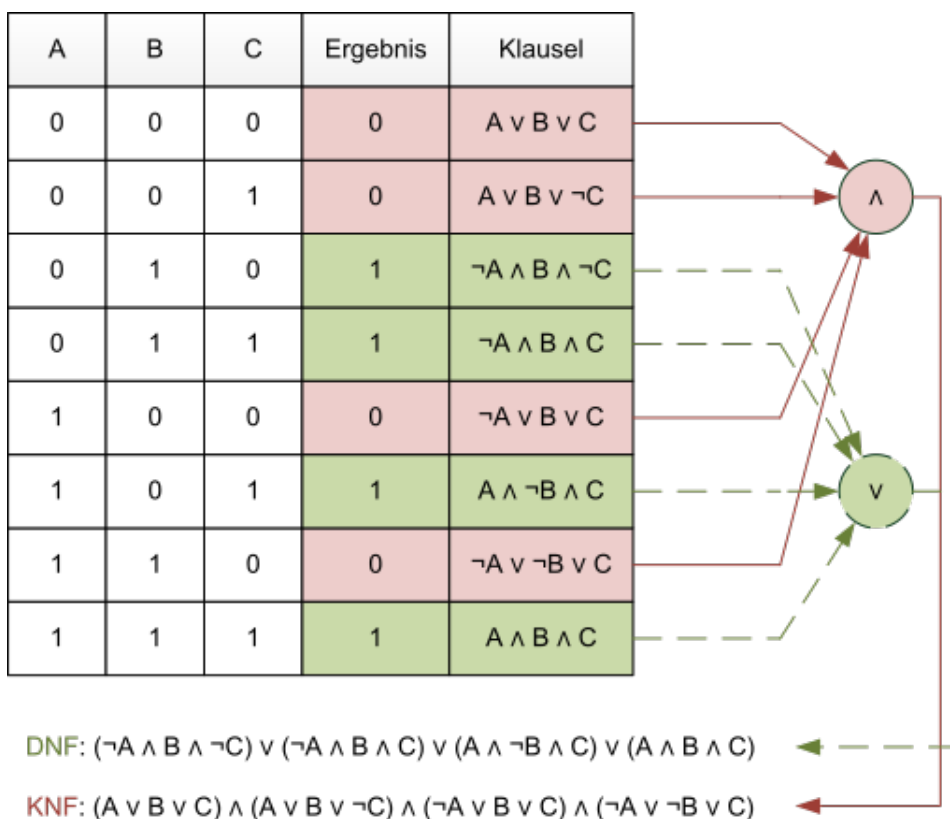 A B C Ergebnis Klausel
0 0 0 0 A ∨ B ∨ C
0 0 1 0 A ∨ B ∨ ¬C
0 1 0 1 ¬A ∧ B ∧ ¬C
0 1 1 1 ¬A ∧ B ∧ C
1 0 0 0 ¬A ∨ B ∨ C
1 0 1 1 A ∧ ¬B ∧ C
1 1 0 0 ¬A ∨ ¬B ∨ C
1 1 1 1 A ∧ B ∧ C
∧
∨
DNF: (¬A ∧ B ∧ ¬C) ∨ (¬A ∧ B ∧ C) ∨ (A ∧ ¬B ∧ C) ∨ (A ∧ B ∧ C)
KNF: (A ∨ B ∨ C) ∧ (A ∨ B ∨ ¬C) ∧ (¬A ∨ B ∨ C) ∧ (¬A ∨ ¬B ∨ C)